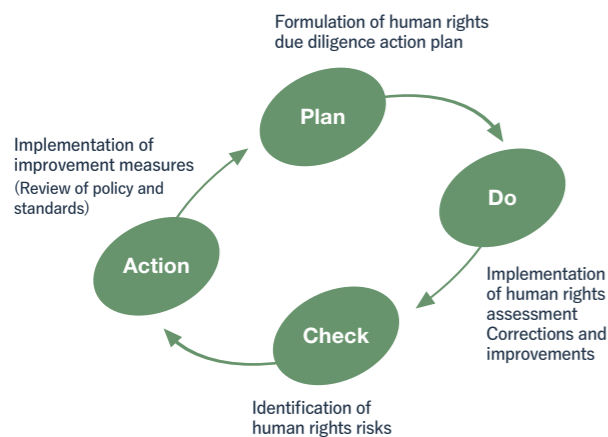 Formulation of human rights
due diligence action plan
Plan
Do
Implementation
of human rights
assessment
Corrections and
improvements
Check
Identification of
human rights risks
Action
Implementation of
improvement measures
(Review of policy and
standards)